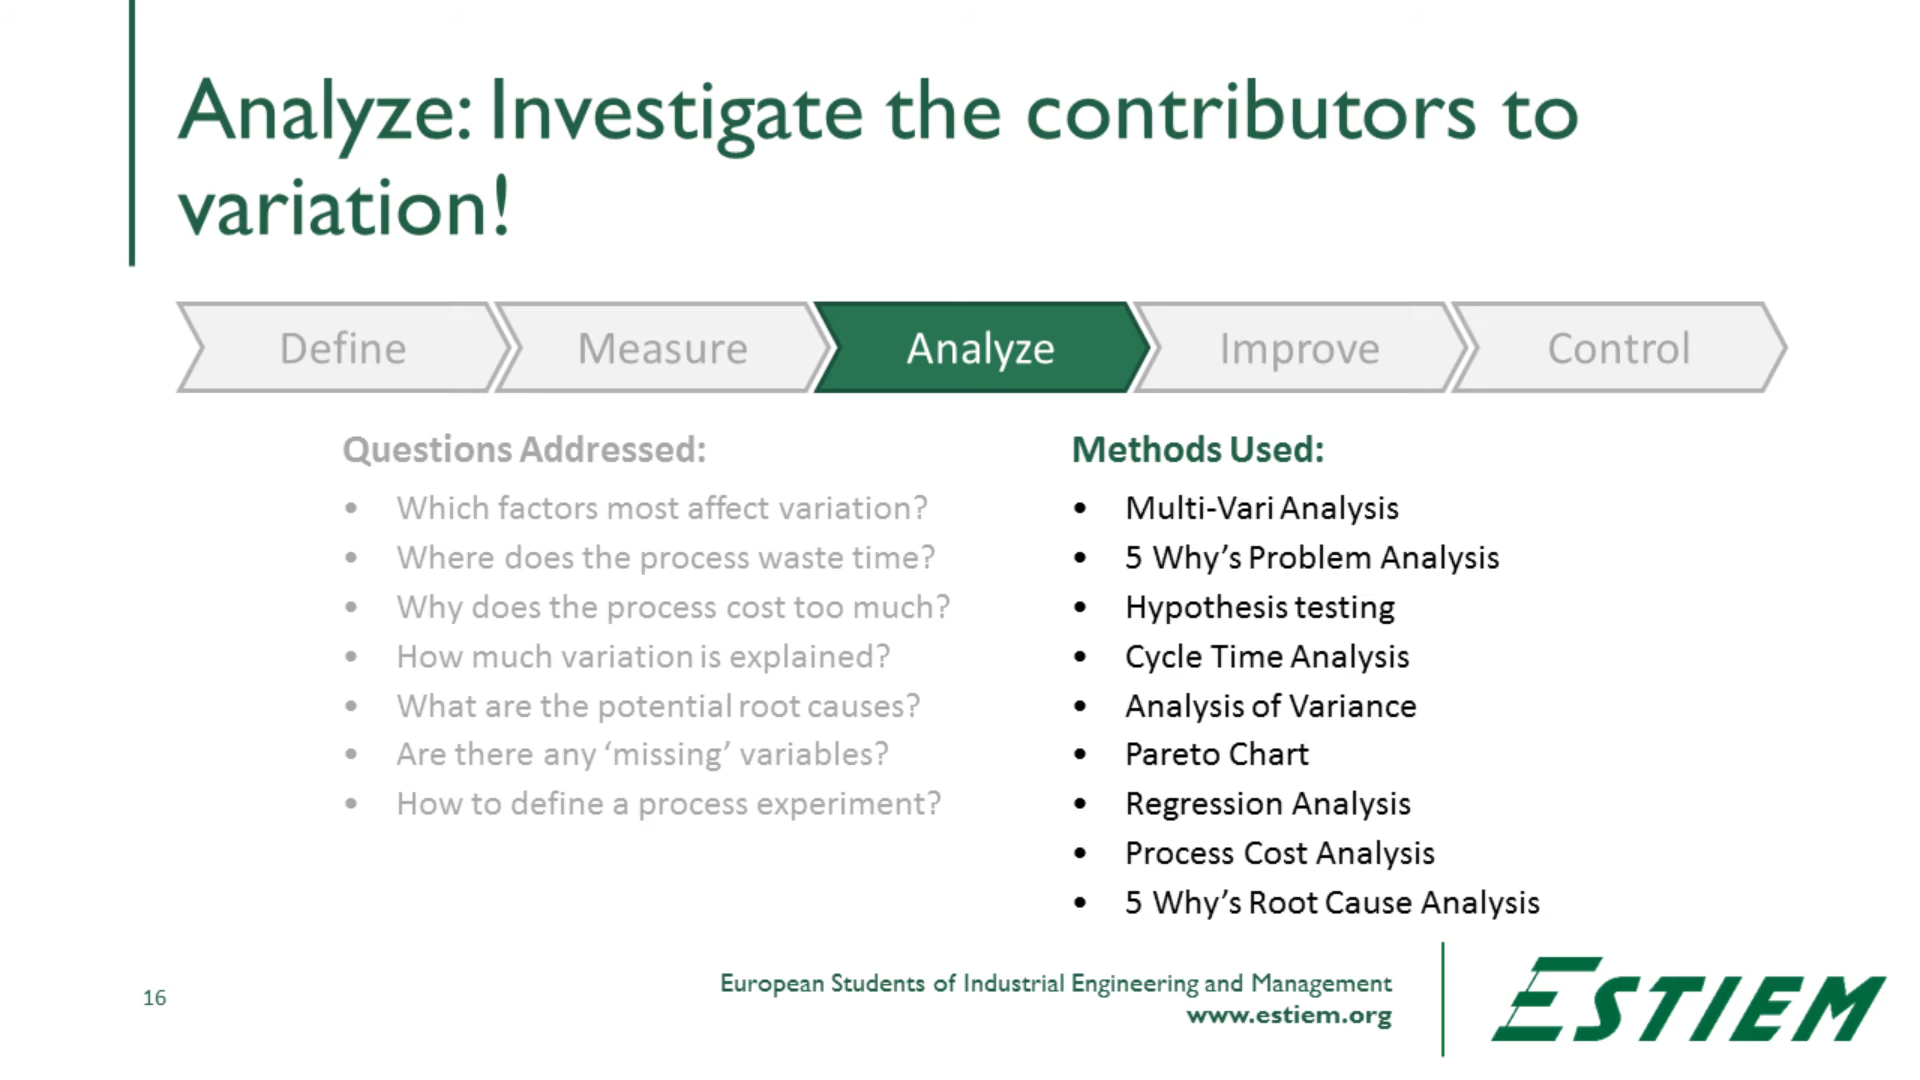 Analyze: Investigate the contributors to
variation!
Define
Measure
Analyze
Improve
Control
Questions Addressed:
• Which factors most affect variation?
• Where does the process waste time?
• Why does the process cost too much?
• How much variation is explained?
• What are the potential root causes?
• Are there any ‘missing’ variables?
• How to define a process experiment?
Methods Used:
• Multi-Vari Analysis
• 5 Why’s Problem Analysis
• Hypothesis testing
• Cycle Time Analysis
• Analysis of Variance
• Pareto Chart
• Regression Analysis
• Process Cost Analysis
• 5 Why’s Root Cause Analysis
16
European Students of Industrial Engineering and Management
www.estiem.org
ESTIEM